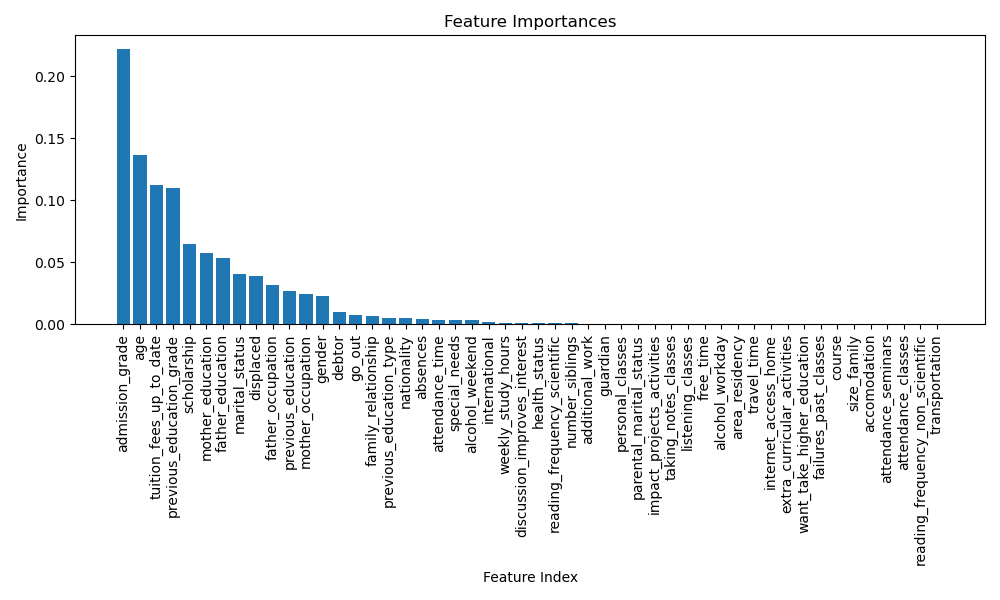 Feature Importances
Importance
0.20
0.15
0.10
0.05
0.00
admission_grade
age
tuition_fees_up_to_date
previous_education_grade
scholarship
mother_education
father_education
marital_status
displaced
father_occupation
previous_education
mother_occupation
gender
debtor
go_out
family_relationship
previous_education_type
nationality
absences
attendance_time
special_needs
alcohol_weekend
international
weekly_study_hours
discussion_improves_interest
health_status
reading_frequency_scientific
number_siblings
additional_work
guardian
personal_classes
parental_marital_status
impact_projects_activities
taking_notes_classes
listening_classes
free_time
alcohol_workday
area_residency
travel_time
internet_access_home
extra_curricular_activities
want_take_higher_education
failures_past_classes
course
size_family
accomodation
attendance_seminars
attendance_classes
reading_frequency_non_scientific
transportation
Feature Index